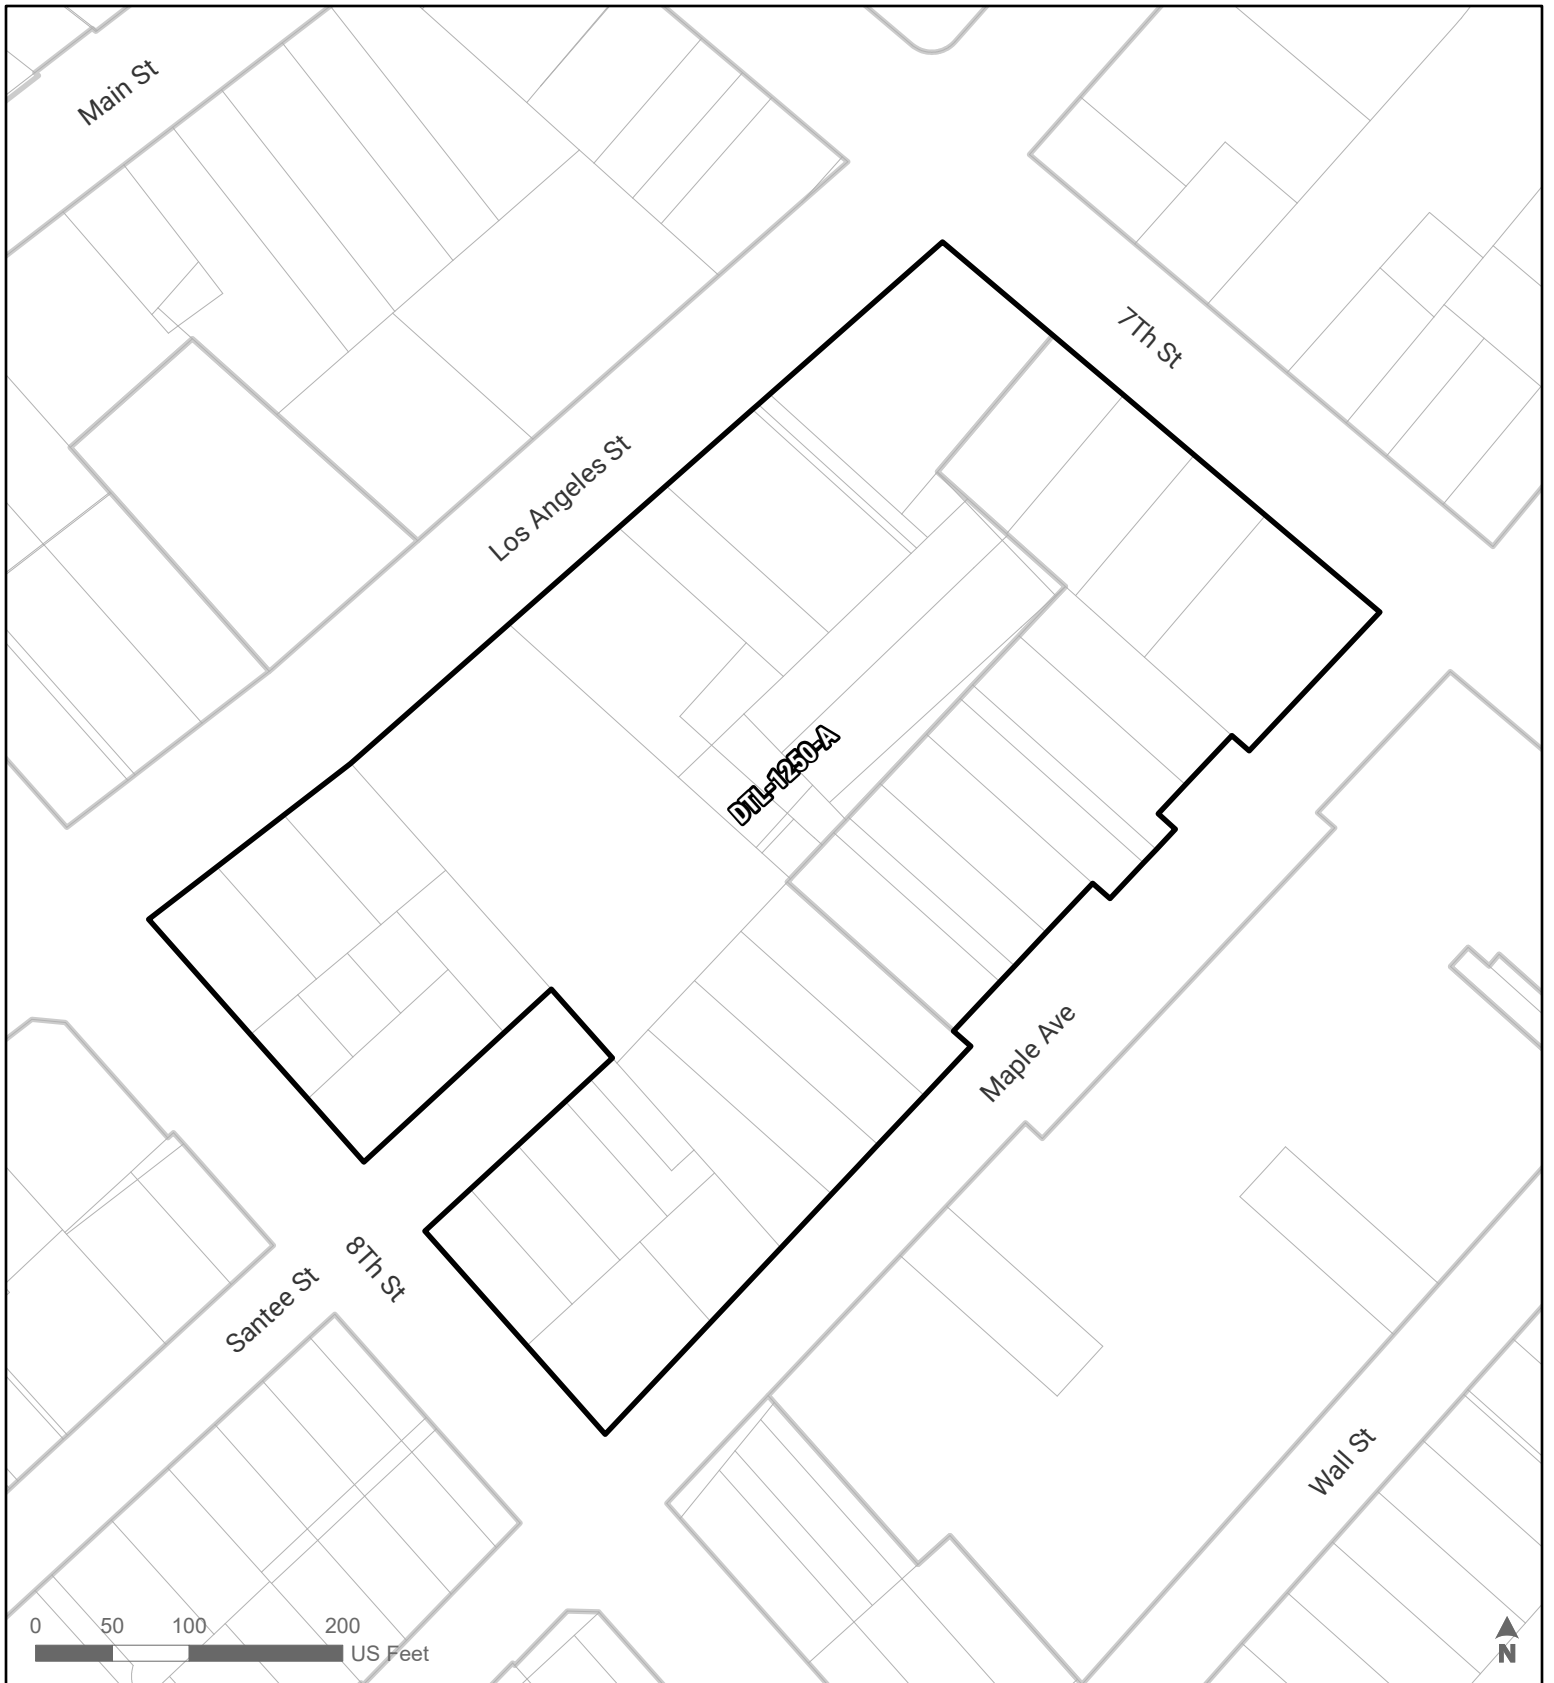 Main St
7Th St
Los Angeles St
DTL-1250-A
Maple Ave
8Th St
Santee St
Wall St
0 50 100 200
US Feet
N